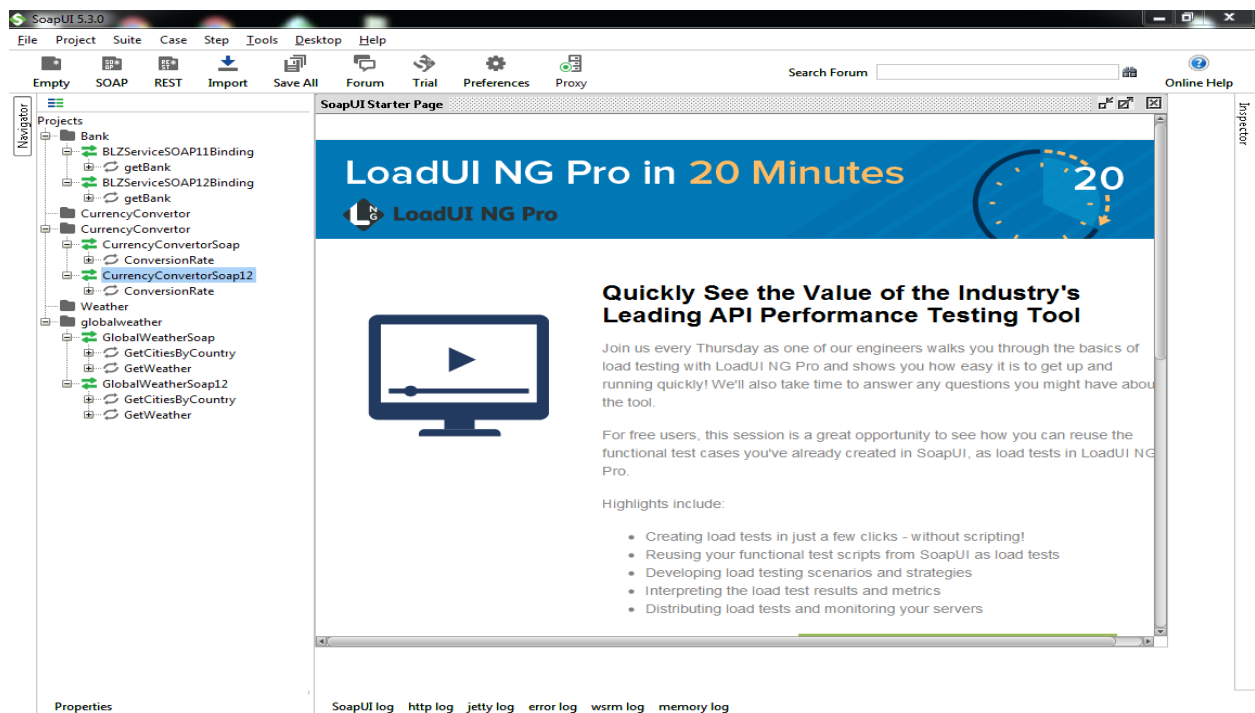 SoapUI 5.3.0
File Project Suite Case Step Tools Desktop Help
Empty SOAP REST Import Save All Forum Trial Preferences Proxy
Search Forum
Online Help
Navigator
Projects
Bank
BLZServiceSOAP11Binding
getBank
BLZServiceSOAP12Binding
getBank
CurrencyConvertor
CurrencyConvertor
CurrencyConvertorSoap
ConversionRate
CurrencyConvertorSoap12
ConversionRate
Weather
globalweather
GlobalWeatherSoap
GetCitiesByCountry
GetWeather
GlobalWeatherSoap12
GetCitiesByCountry
GetWeather
Properties
SoapUI Starter Page
LoadUI NG Pro in 20 Minutes
20
NG
LoadUI NG Pro
Quickly See the Value of the Industry's
Leading API Performance Testing Tool
Join us every Thursday as one of our engineers walks you through the basics of
load testing with LoadUI NG Pro and shows you how easy it is to get up and
running quickly! We'll also take time to answer any questions you might have abou
the tool.
For free users, this session is a great opportunity to see how you can reuse the
functional test cases you've already created in SoapUI, as load tests in LoadUI NG
Pro.
Highlights include:
Creating load tests in just a few clicks - without scripting!
Reusing your functional test scripts from SoapUI as load tests
Developing load testing scenarios and strategies
Interpreting the load test results and metrics
Distributing load tests and monitoring your servers
Inspector
SoapUI log http log jetty log error log wsrm log memory log